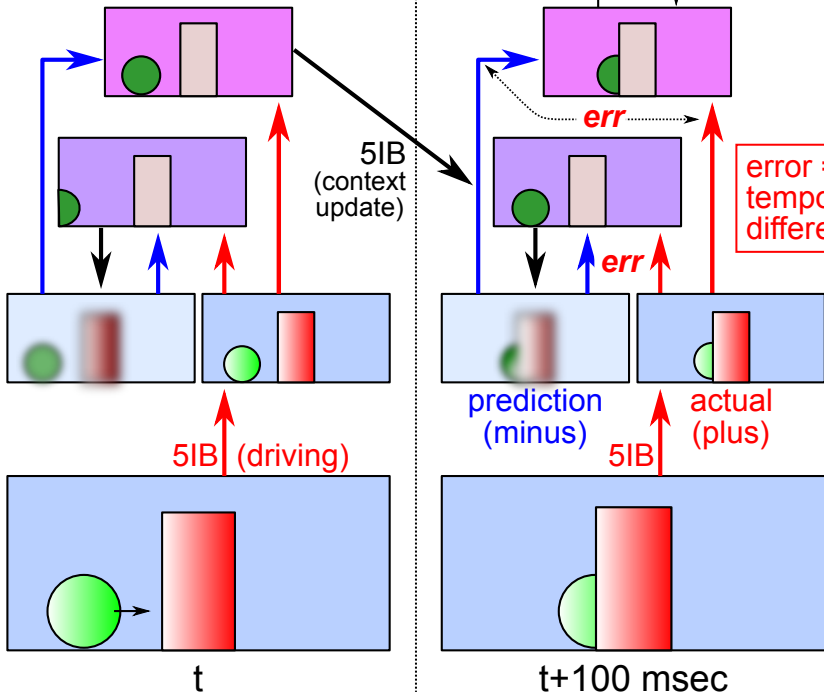 err
5IB
(context
update)
error =
tempo
differe
err
prediction
(minus)
actual
(plus)
5IB (driving)
5IB
t
t+100 msec